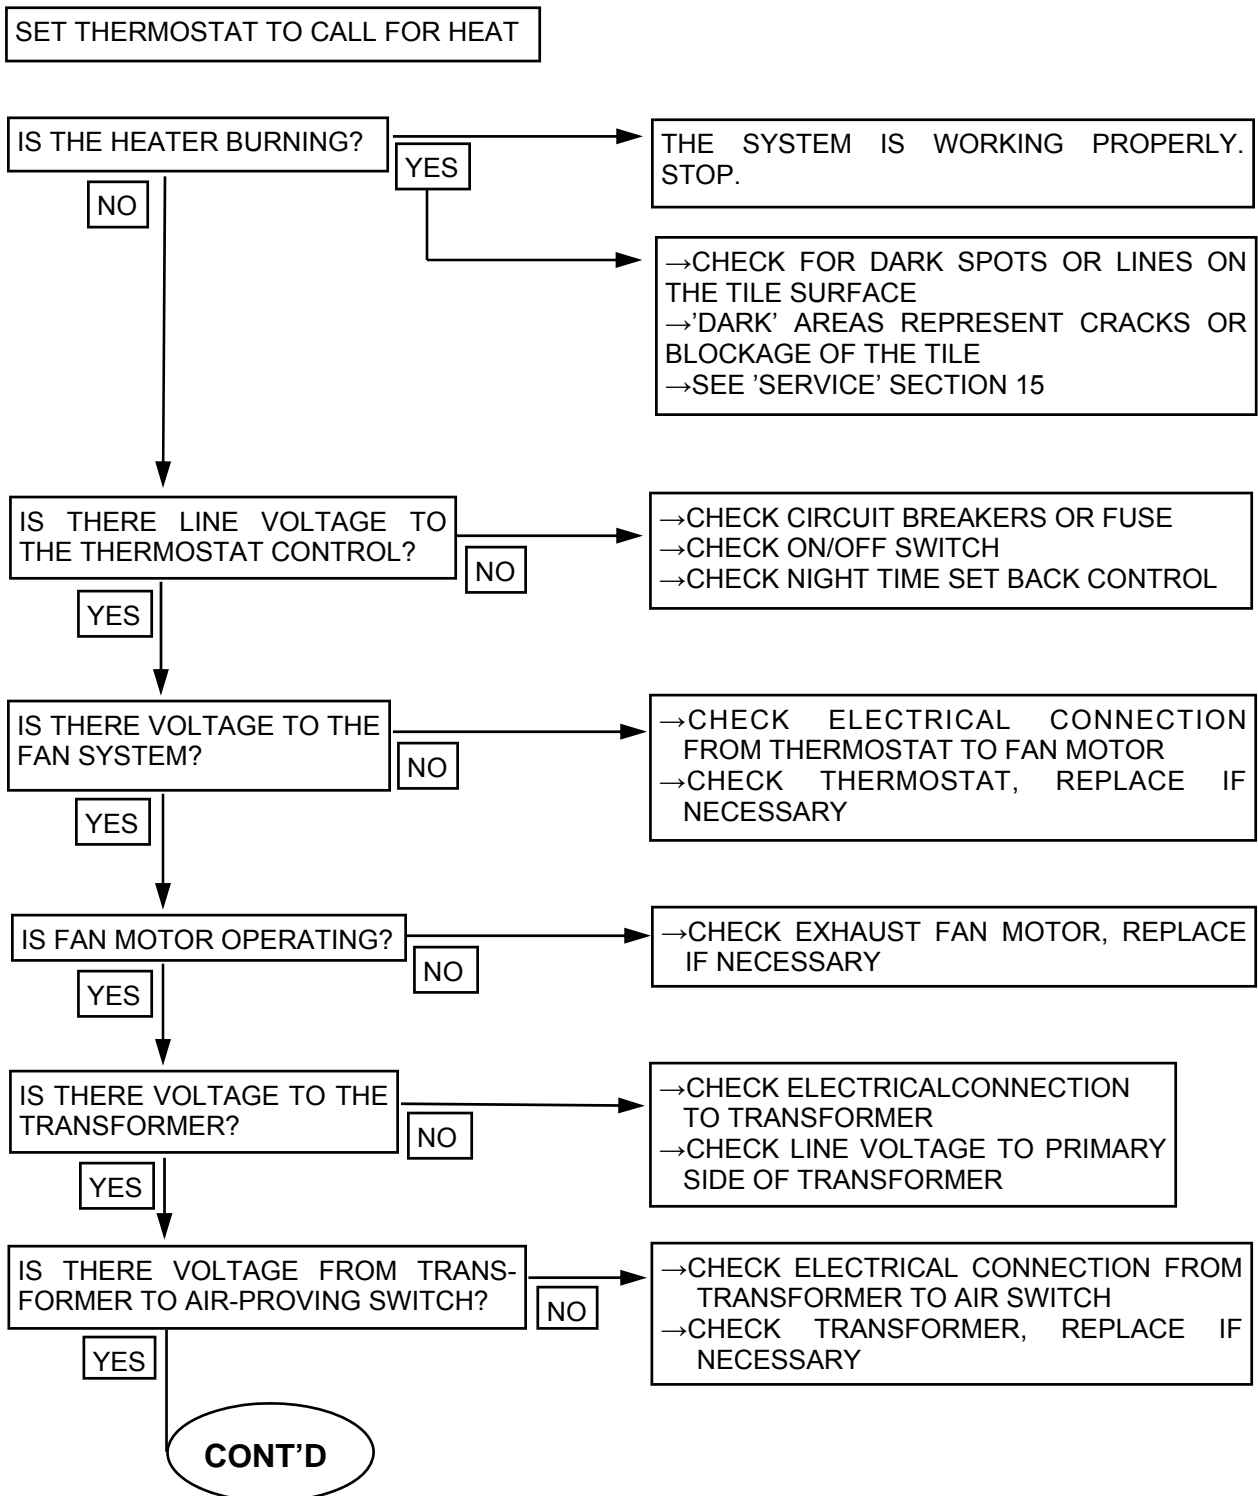 SET THERMOSTAT TO CALL FOR HEAT
IS THE HEATER BURNING?
YES
NO
THE SYSTEM IS WORKING PROPERLY.
STOP.
→CHECK FOR DARK SPOTS OR LINES ON
THE TILE SURFACE
→’DARK’ AREAS REPRESENT CRACKS OR
BLOCKAGE OF THE TILE
→SEE ’SERVICE’ SECTION 15
IS THERE LINE VOLTAGE TO
THE THERMOSTAT CONTROL?
NO
YES
→CHECK CIRCUIT BREAKERS OR FUSE
→CHECK ON/OFF SWITCH
→CHECK NIGHT TIME SET BACK CONTROL
IS THERE VOLTAGE TO THE
FAN SYSTEM?
NO
YES
→CHECK ELECTRICAL CONNECTION
FROM THERMOSTAT TO FAN MOTOR
→CHECK THERMOSTAT, REPLACE IF
NECESSARY
IS FAN MOTOR OPERATING?
NO
YES
→CHECK EXHAUST FAN MOTOR, REPLACE
IF NECESSARY
IS THERE VOLTAGE TO THE
TRANSFORMER?
NO
YES
→CHECK ELECTRICALCONNECTION
TO TRANSFORMER
→CHECK LINE VOLTAGE TO PRIMARY
SIDE OF TRANSFORMER
IS THERE VOLTAGE FROM TRANS-
FORMER TO AIR-PROVING SWITCH?
NO
YES
→CHECK ELECTRICAL CONNECTION FROM
TRANSFORMER TO AIR SWITCH
→CHECK TRANSFORMER, REPLACE IF
NECESSARY
CONT’D